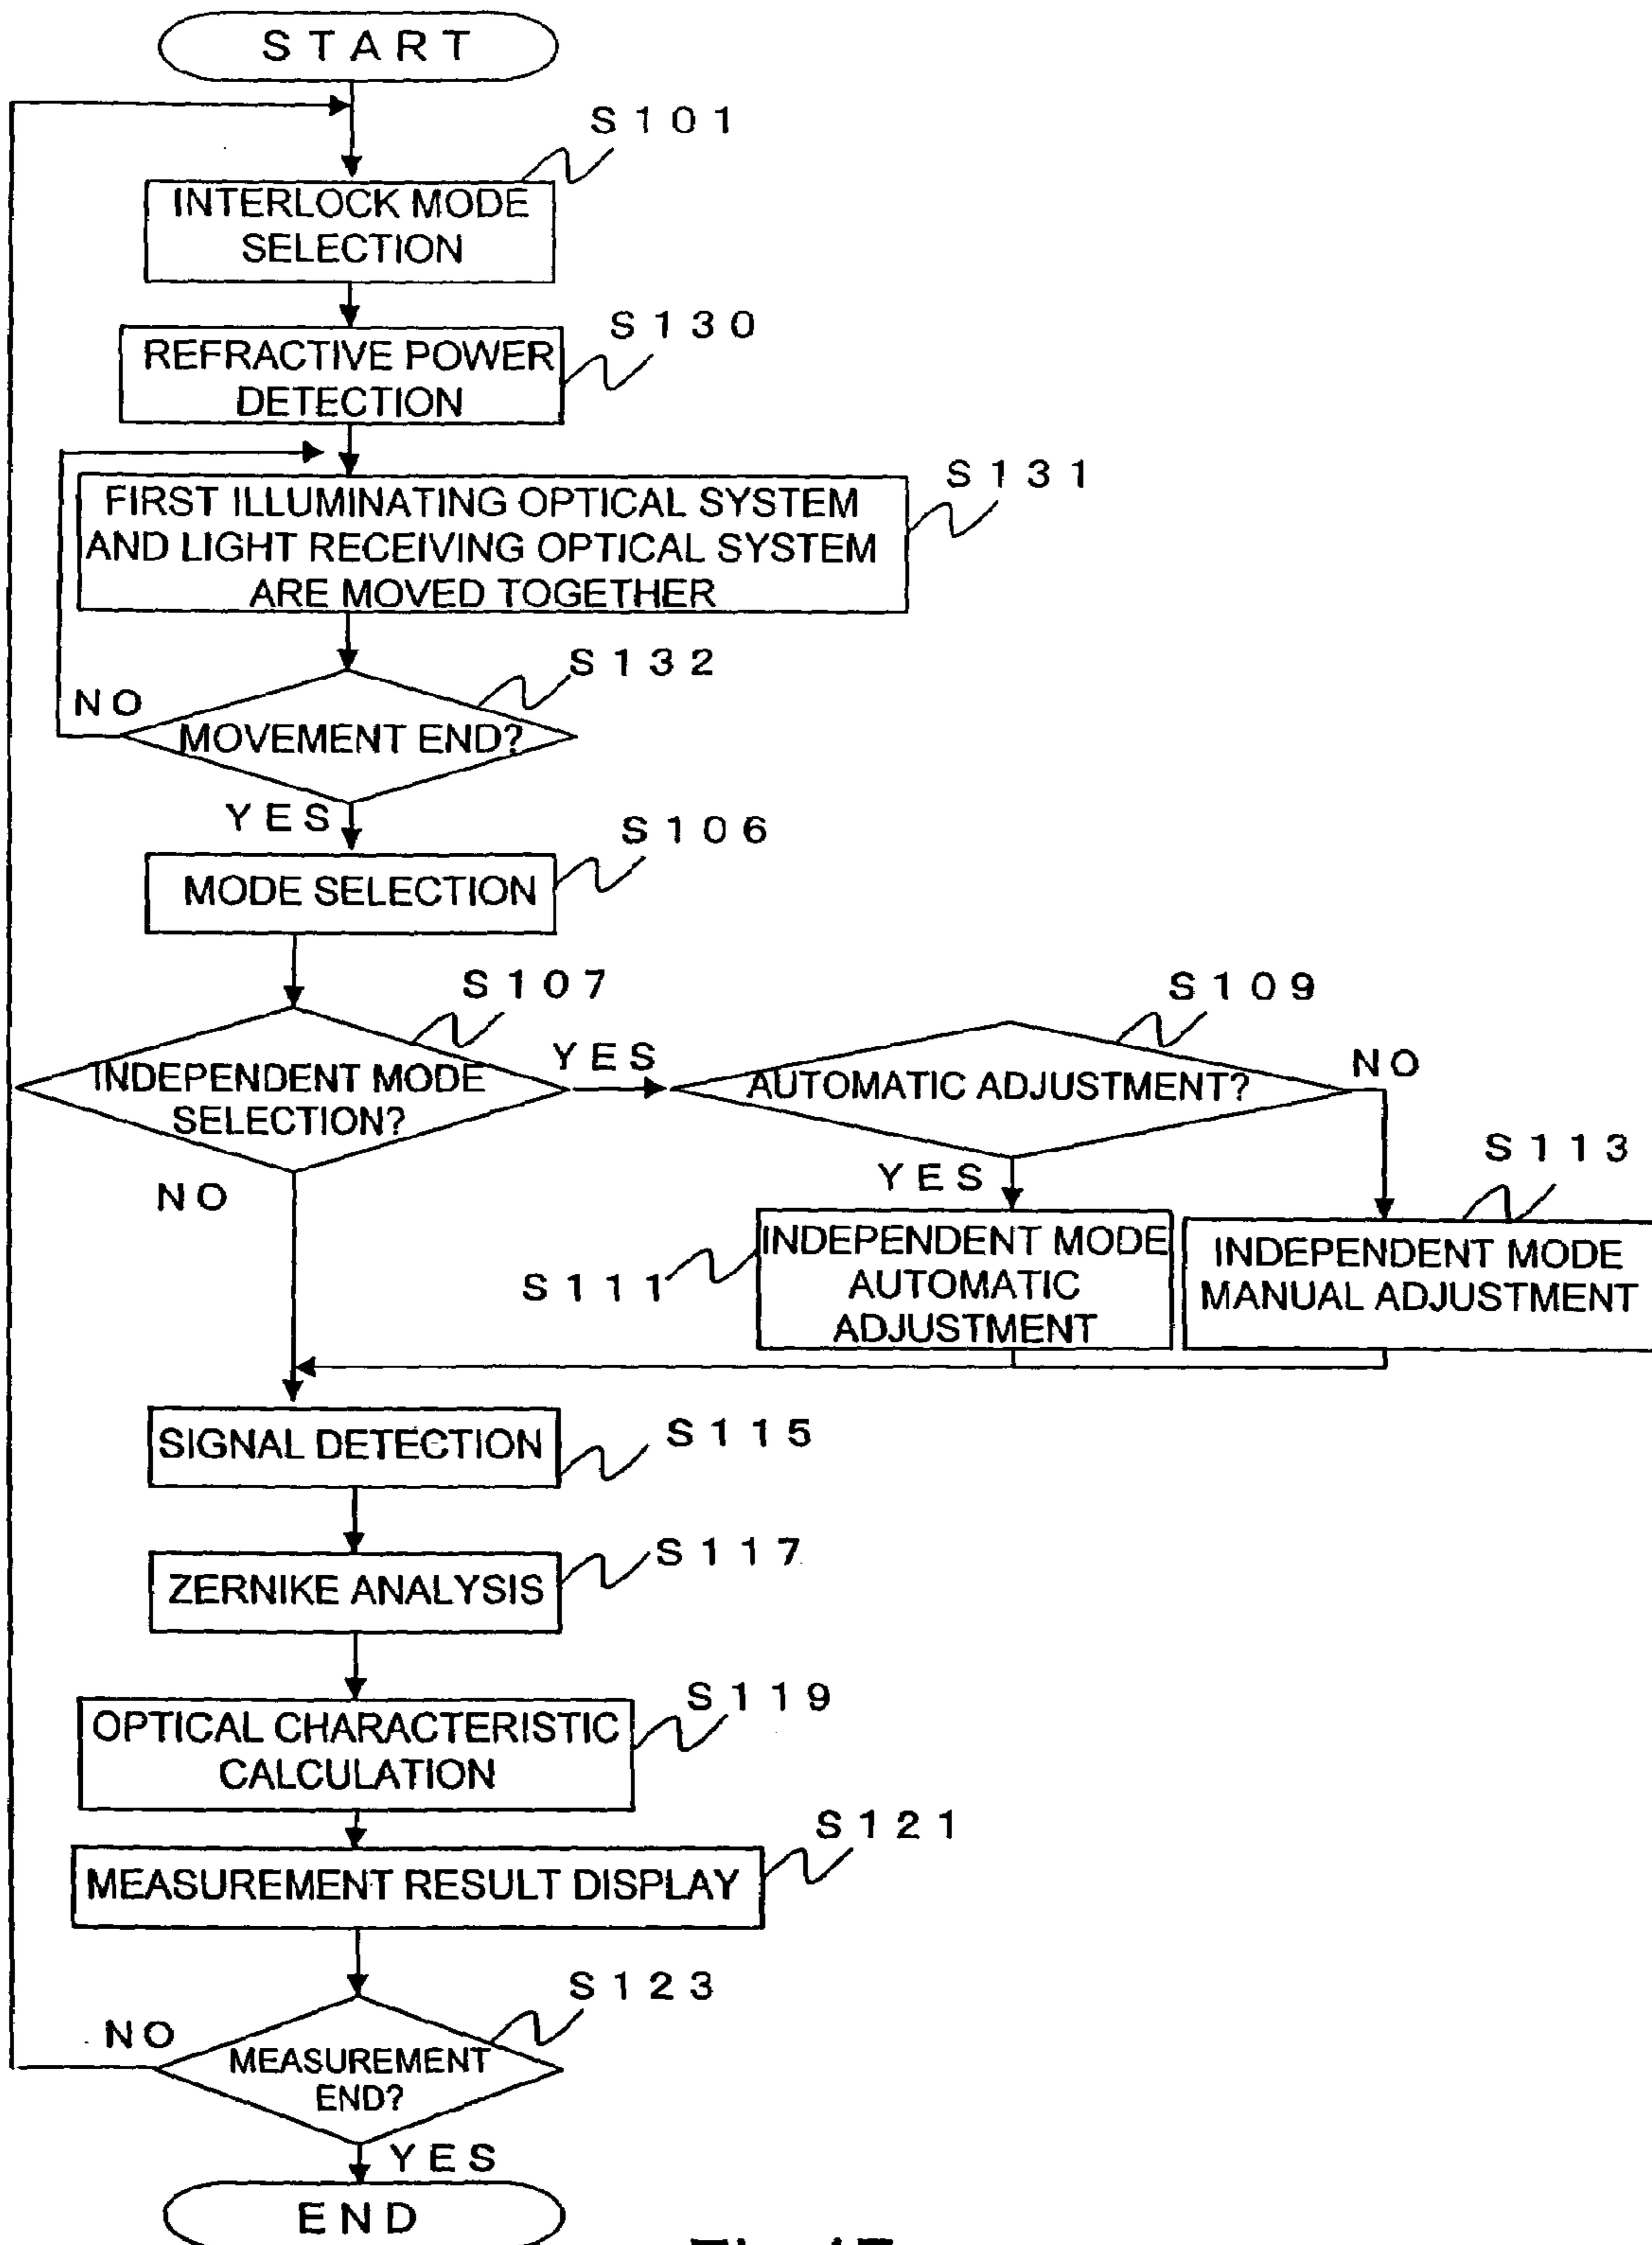 START
S101
INTERLOCK MODE
SELECTION
S130
REFRACTIVE POWER
DETECTION
S131
FIRST ILLUMINATING OPTICAL SYSTEM
AND LIGHT RECEIVING OPTICAL SYSTEM
ARE MOVED TOGETHER
S132
NO
MOVEMENT END?
YES
S106
MODE SELECTION
S107
INDEPENDENT MODE
SELECTION?
YES
NO
S109
AUTOMATIC ADJUSTMENT?
NO
YES
S113
S111
INDEPENDENT MODE
AUTOMATIC
ADJUSTMENT
INDEPENDENT MODE
MANUAL ADJUSTMENT
SIGNAL DETECTION
S115
S117
ZERNIKE ANALYSIS
S119
OPTICAL CHARACTERISTIC
CALCULATION
S121
MEASUREMENT RESULT DISPLAY
S123
NO
MEASUREMENT
END?
YES
END